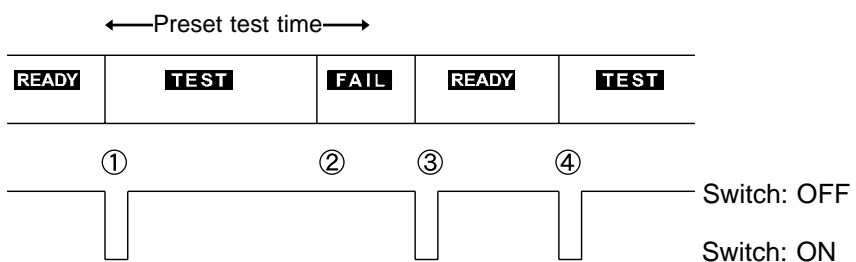 Preset test time
READY TEST FAIL READY TEST
① ② ③ ④
Switch: OFF
Switch: ON